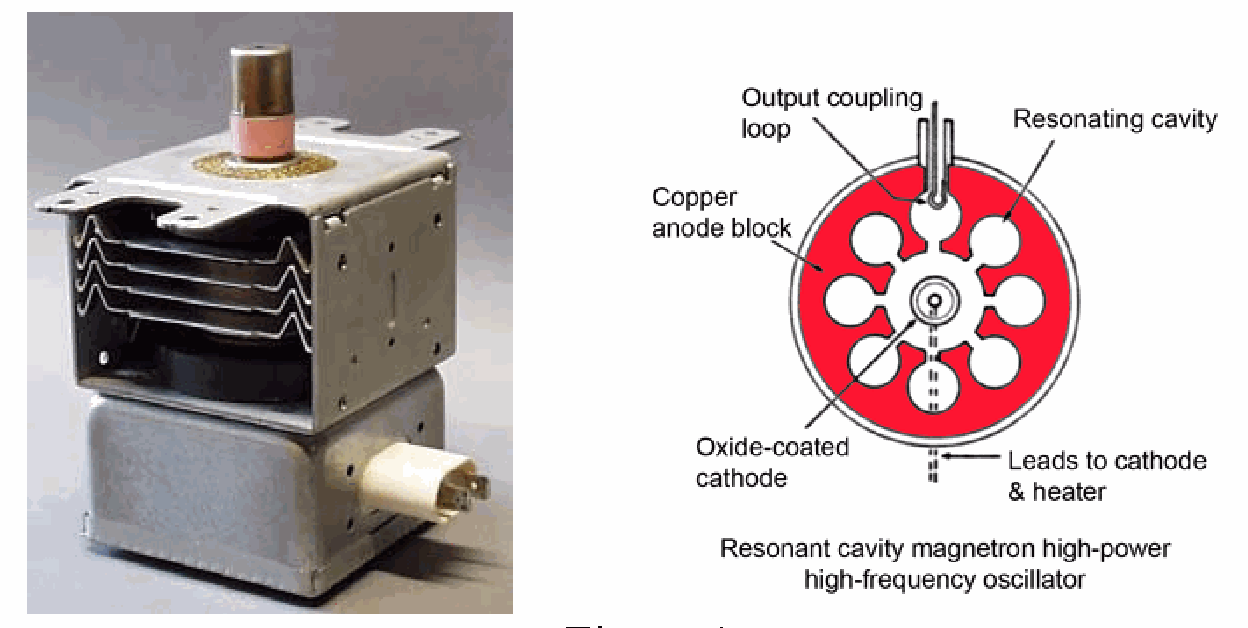 Output coupling
loop
Resonating cavity
Copper
anode block
Oxide-coated
cathode
Leads to cathode
& heater
Resonant cavity magnetron high-power
high-frequency oscillator